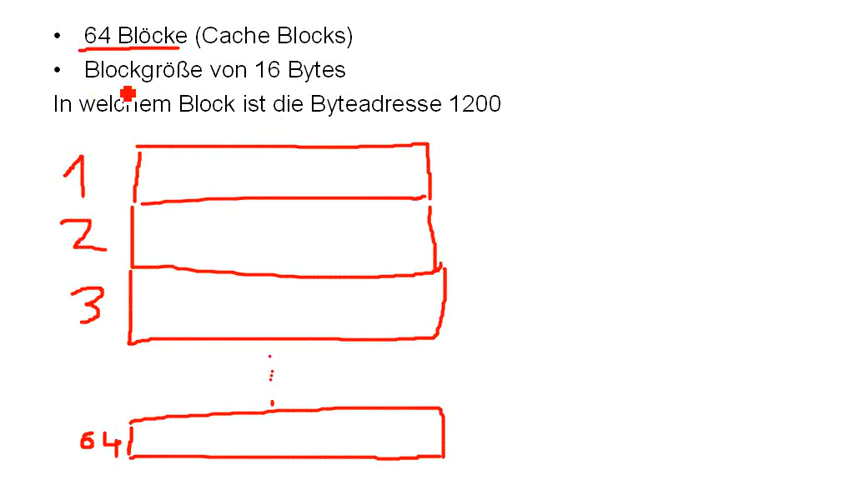 • 64 Blöcke (Cache Blocks)
• Blockgröße von 16 Bytes
In welchem Block ist die Byteadresse 1200
1
2
3
64